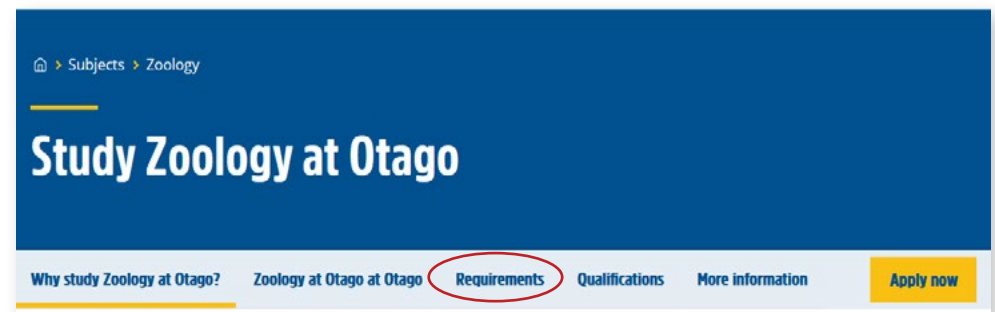 Subjects > Zoology
Study Zoology at Otago
Why study Zoology at Otago? Zoology at Otago at Otago Requirements Qualifications More information Apply now